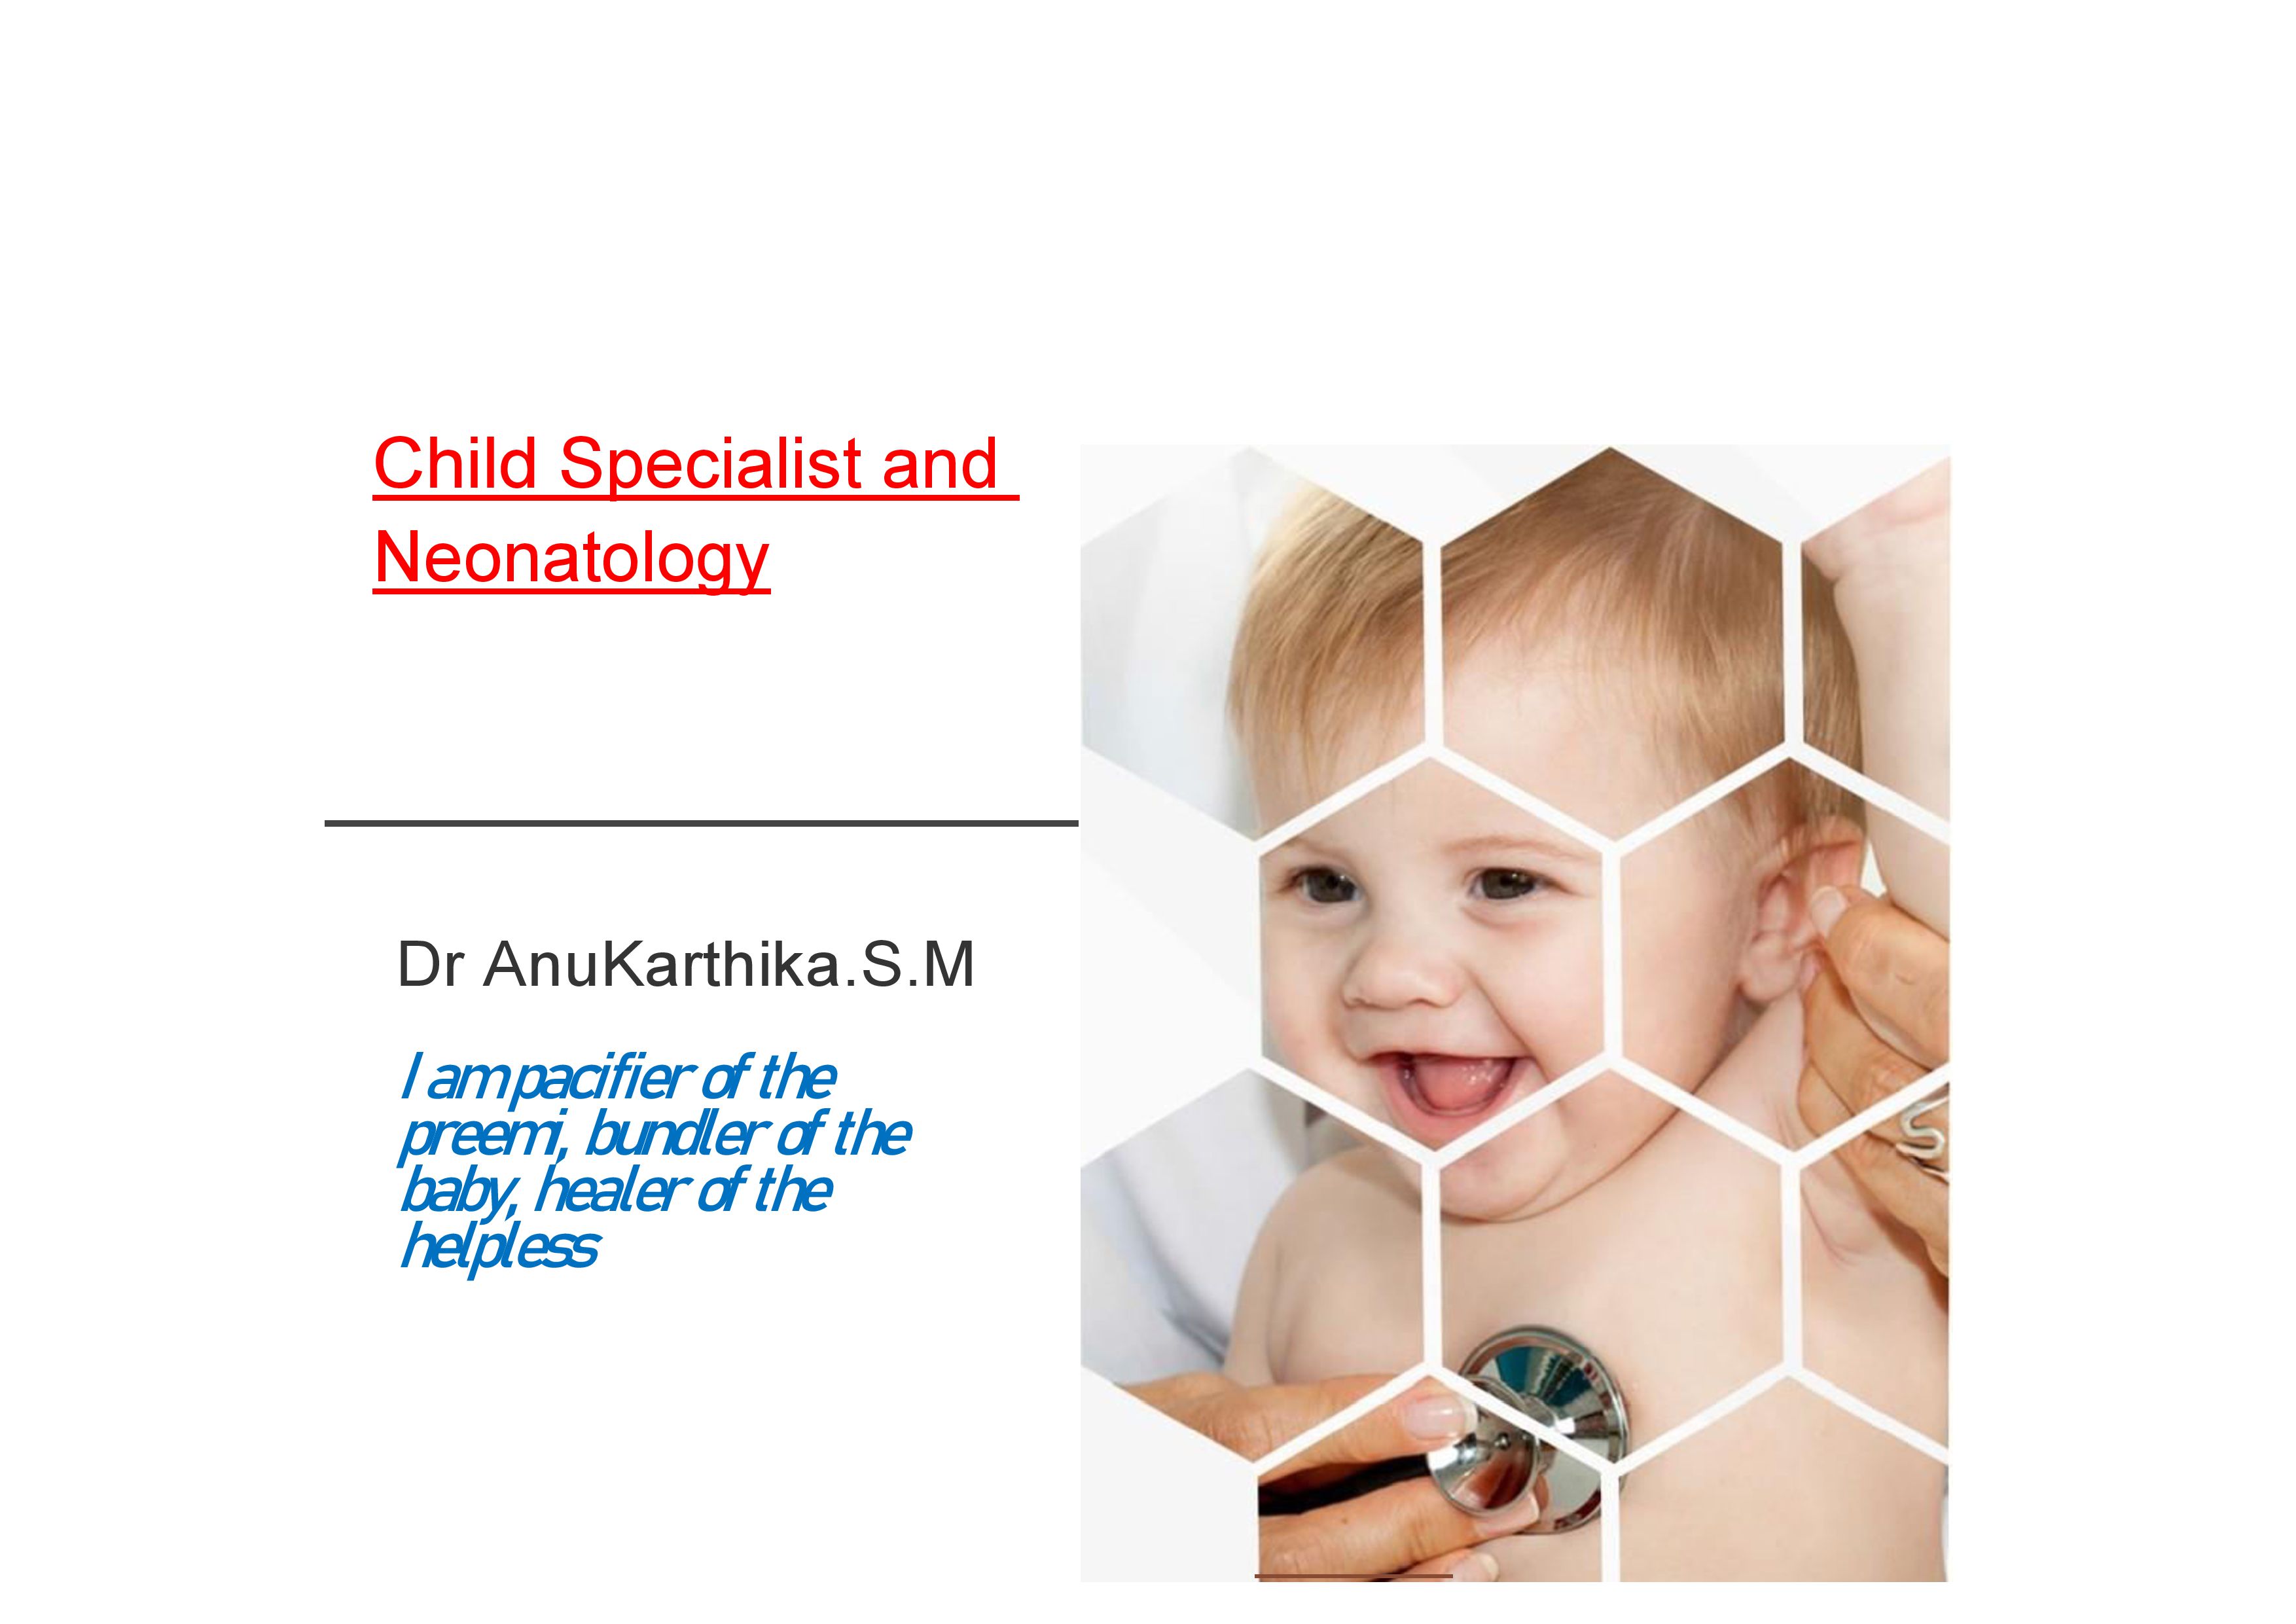 Child Specialist and
Neonatology
Dr AnuKarthika.S.M
I am pacifier of the
preemi, bundler of the
baby, healer of the
helpless